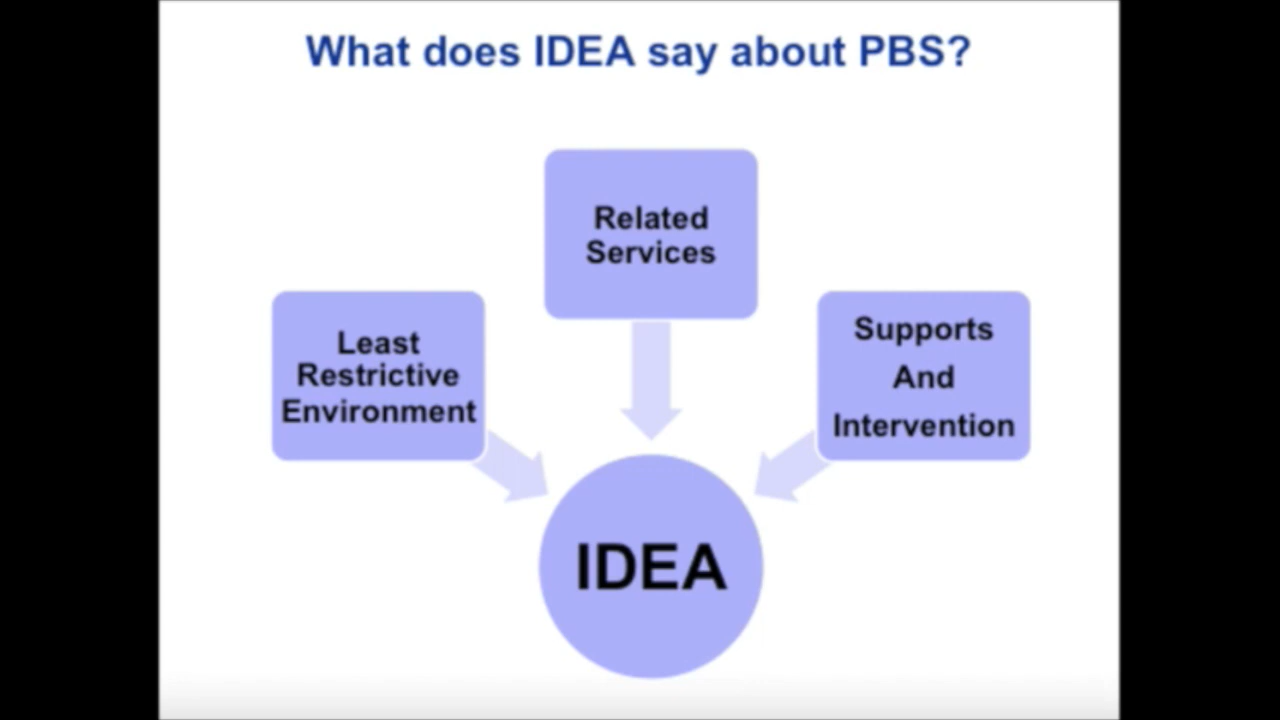 What does IDEA say about PBS?
Related
Services
Least
Restrictive
Environment
Supports
And
Intervention
IDEA